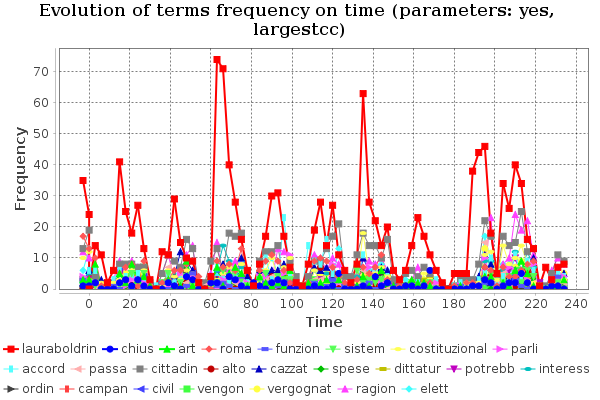 Evolution of terms frequency on time (parameters: yes,
largestcc)
Frequency
70
60
50
40
30
20
10
0
0 20 40 60 80 100 120 140 160 180 200 220 240
Time
lauraboldrin chius art roma funzion sistem costituzional parli
accord passa cittadin alto cazzat spese dittatur potrebb interess
ordin campan civil vengon vergognat ragion elett